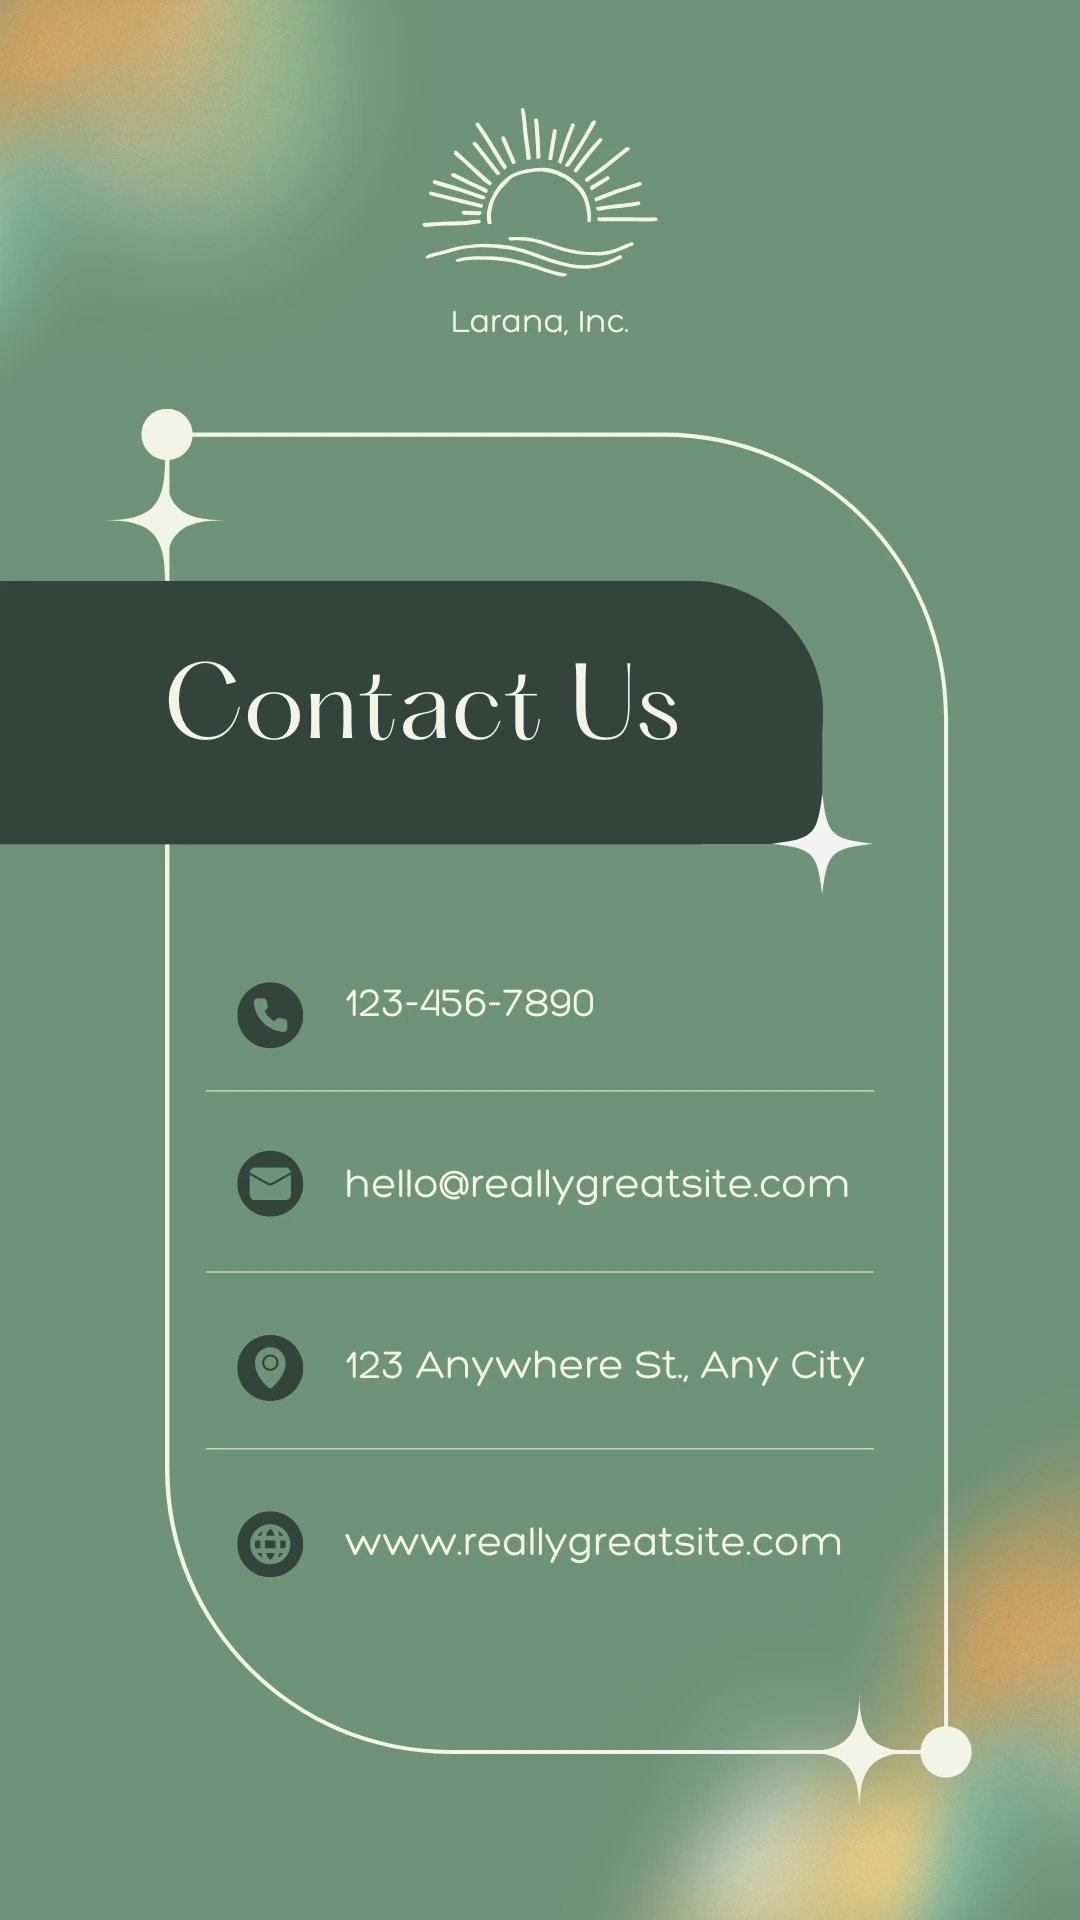 Larana, Inc.
Contact Us
123-456-7890
hello@reallygreatsite.com
123 Anywhere St., Any City
www.reallygreatsite.com